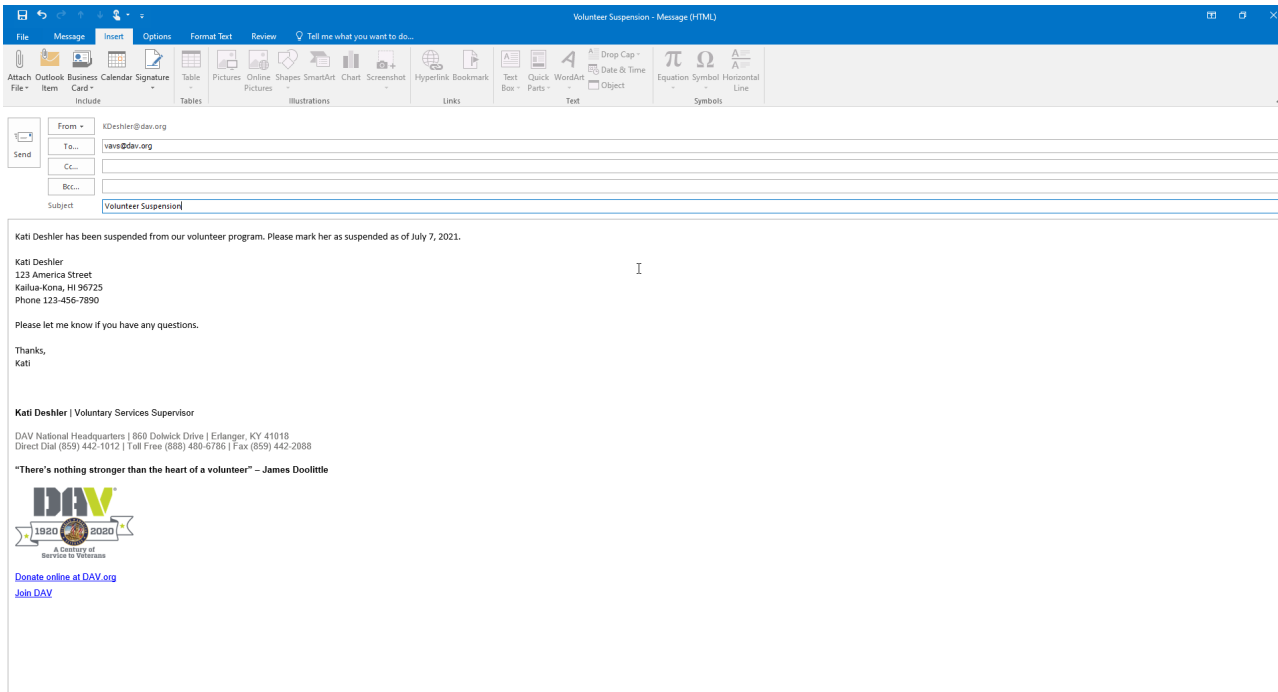 Volunteer Suspension - Message (HTML)
File Message Insert Options Format Text Review Tell me what you want to do...
Attach File Outlook Item Business Card Calendar Signature Table Pictures Online Pictures Shapes SmartArt Chart Screenshot Hyperlink Bookmark Text Box Quick Parts WordArt Drop Cap Date & Time Object Equation Symbol Horizontal Line
Include Tables Illustrations Links Text Symbols
Send
From KDeshler@dav.org
To... vavs@dav.org
Cc...
Bcc...
Subject Volunteer Suspension
Kati Deshler has been suspended from our volunteer program. Please mark her as suspended as of July 7, 2021.
Kati Deshler
123 America Street
Kailua-Kona, HI 96725
Phone 123-456-7890
Please let me know if you have any questions.
Thanks,
Kati
Kati Deshler | Voluntary Services Supervisor
DAV National Headquarters | 860 Dolwick Drive | Erlanger, KY 41018
Direct Dial (859) 442-1012 | Toll Free (888) 480-6786 | Fax (859) 442-2088
“There’s nothing stronger than the heart of a volunteer” – James Doolittle
DAV
1920 2020
A Century of
Service to Veterans
Donate online at DAV.org
Join DAV